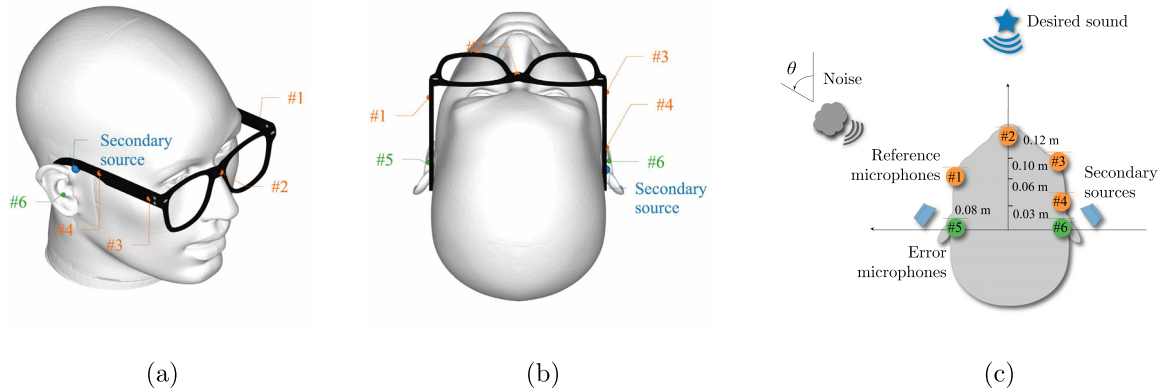 #1
Secondary
source
#2
#6
#4
#3
(a)
#2
#3
#1
#4
#5
#6
Secondary
source
(b)
Desired sound
θ
Noise
#2
0.12 m
Reference
microphones
#1
#3
0.10 m
0.06 m
Secondary
sources
#4
0.08 m
0.03 m
#5
#6
Error
microphones
(c)